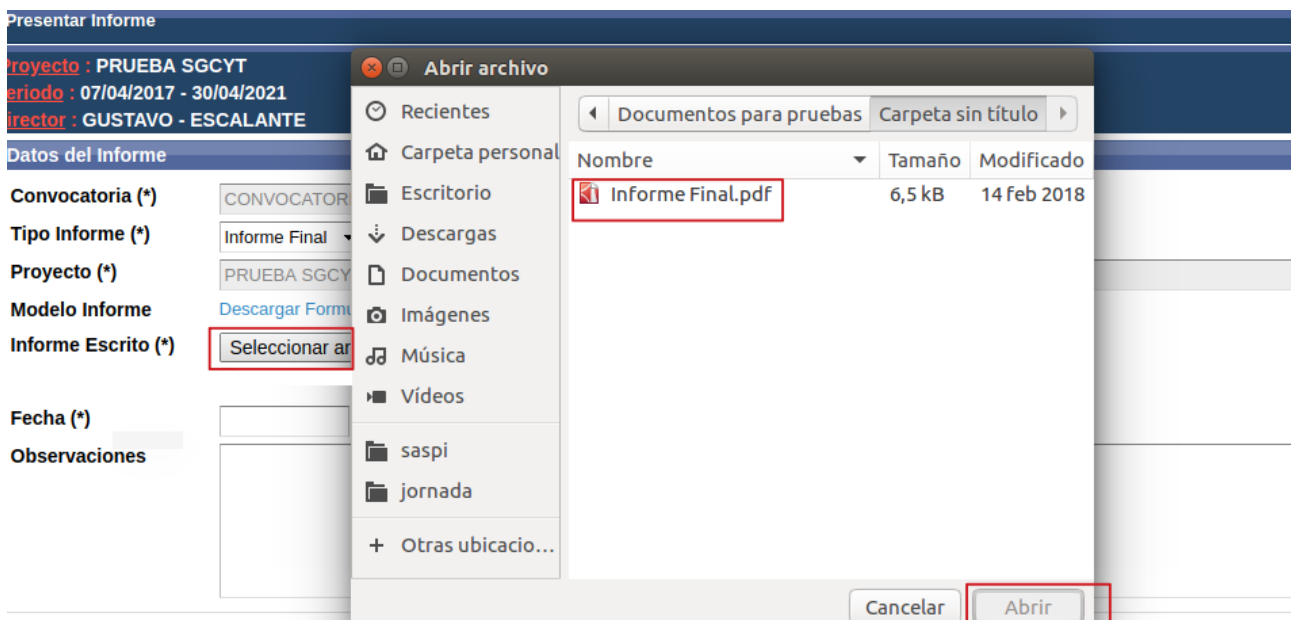 Presentar Informe
Proyecto : PRUEBA SGCYT
eriodo : 07/04/2017 - 30/04/2021
irector : GUSTAVO - ESCALANTE
Datos del Informe
Convocatoria (*)
CONVOCATOR
Tipo Informe (*)
Informe Final
Proyecto (*)
PRUEBA SGCY
Modelo Informe
Descargar Formu
Informe Escrito (*)
Seleccionar ar
Fecha (*)
Observaciones
Abrir archivo
Recientes
Carpeta personal
Escritorio
Descargas
Documentos
Imágenes
Música
Vídeos
saspi
jornada
+ Otras ubicacio...
Documentos para pruebas Carpeta sin título
Nombre Tamaño Modificado
Informe Final.pdf 6,5 kB 14 feb 2018
Cancelar Abrir